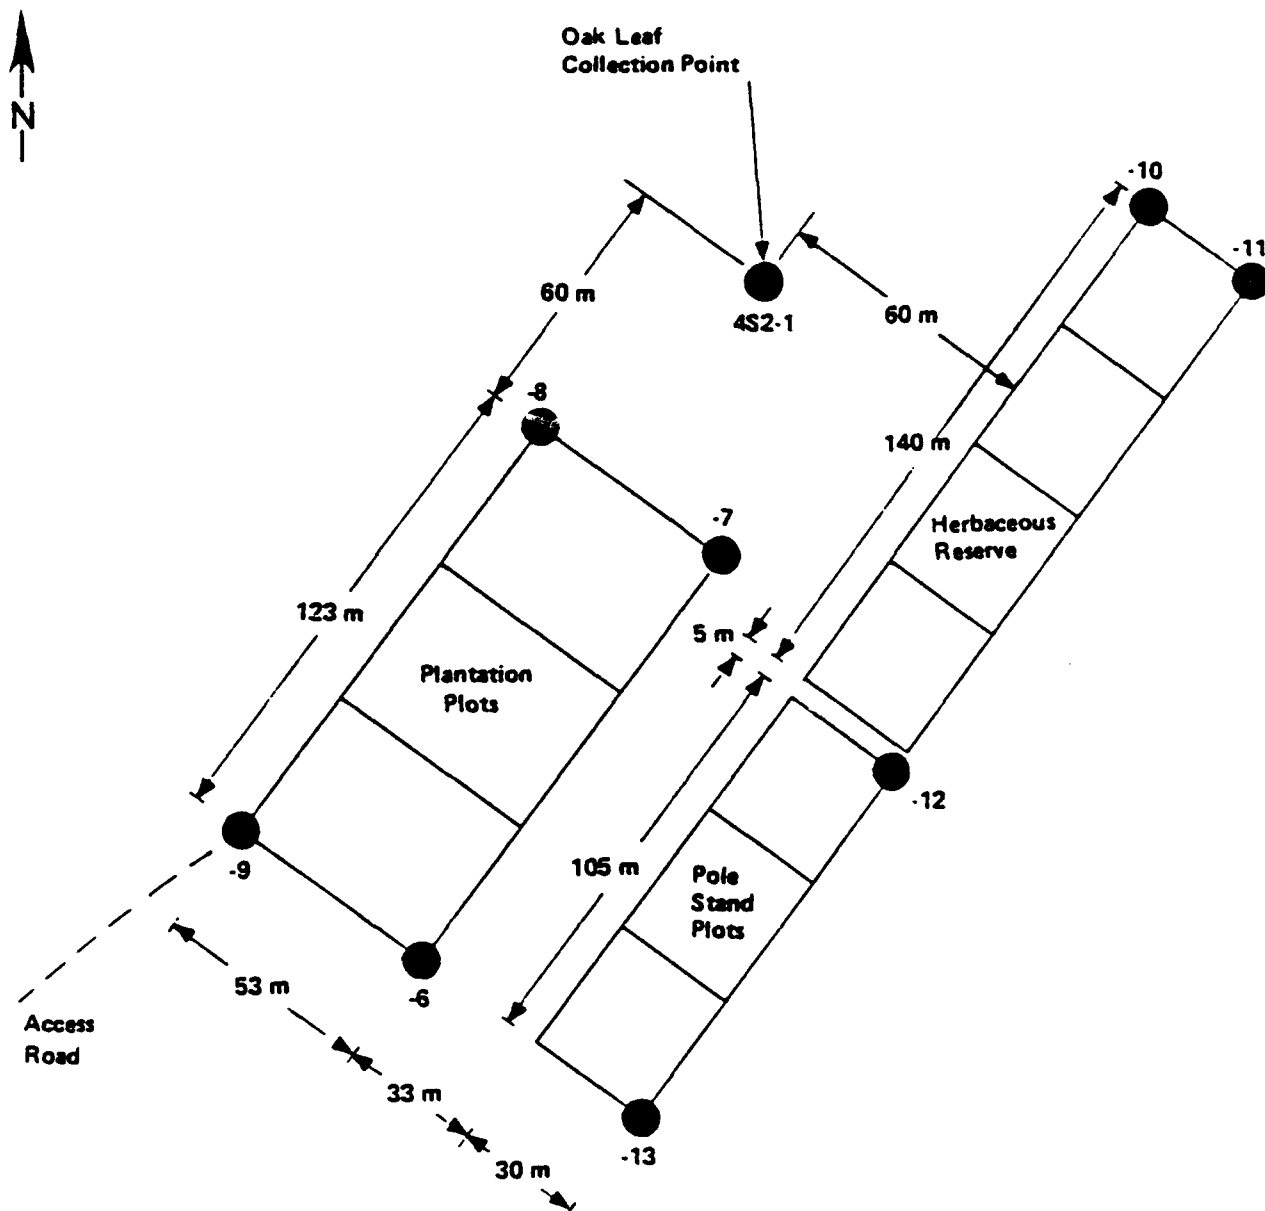 Oak Leaf
Collection Point
N
-10
-11
60 m
4S2-1
60 m
-8
140 m
-7
Herbaceous
Reserve
123 m
5 m
Plantation
Plots
-12
105 m
Pole
Stand
Plots
-9
53 m
-6
Access
Road
33 m
-13
30 m